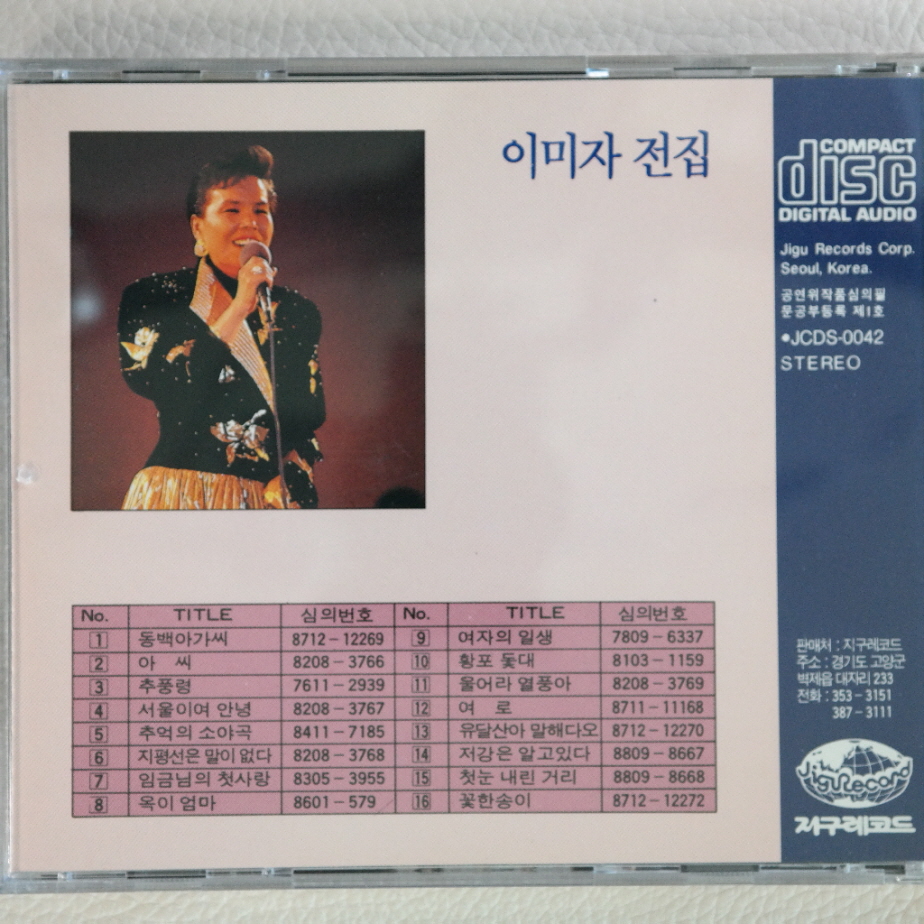 이미자 전집
COMPACT
disc
DIGITAL AUDIO
Jigu Records Corp.
Seoul, Korea.
공연위작품심의필
문공부등록 제1호
●JCDS-0042
STEREO
No. TITLE 심의번호 No. TITLE 심의번호
1 동백아가씨 8712-12269 9 여자의 일생 7809-6337
2 아 씨 8208-3766 10 황포 돛대 8103-1159
3 추풍령 7611-2939 11 울어라 열풍아 8208-3769
4 서울이여 안녕 8208-3767 12 여 로 8711-11168
5 추억의 소야곡 8411-7185 13 유달산아 말해다오 8712-12270
6 지평선은 말이 없다 8208-3768 14 저강은 알고있다 8809-8667
7 임금님의 첫사랑 8305-3955 15 첫눈 내린 거리 8809-8668
8 옥이 엄마 8601-579 16 꽃한송이 8712-12272
판매처 : 지구레코드
주소 : 경기도 고양군
벽제읍 대자리 233
전화 : 353-3151
387-3111
Jigu Record
지구레코드